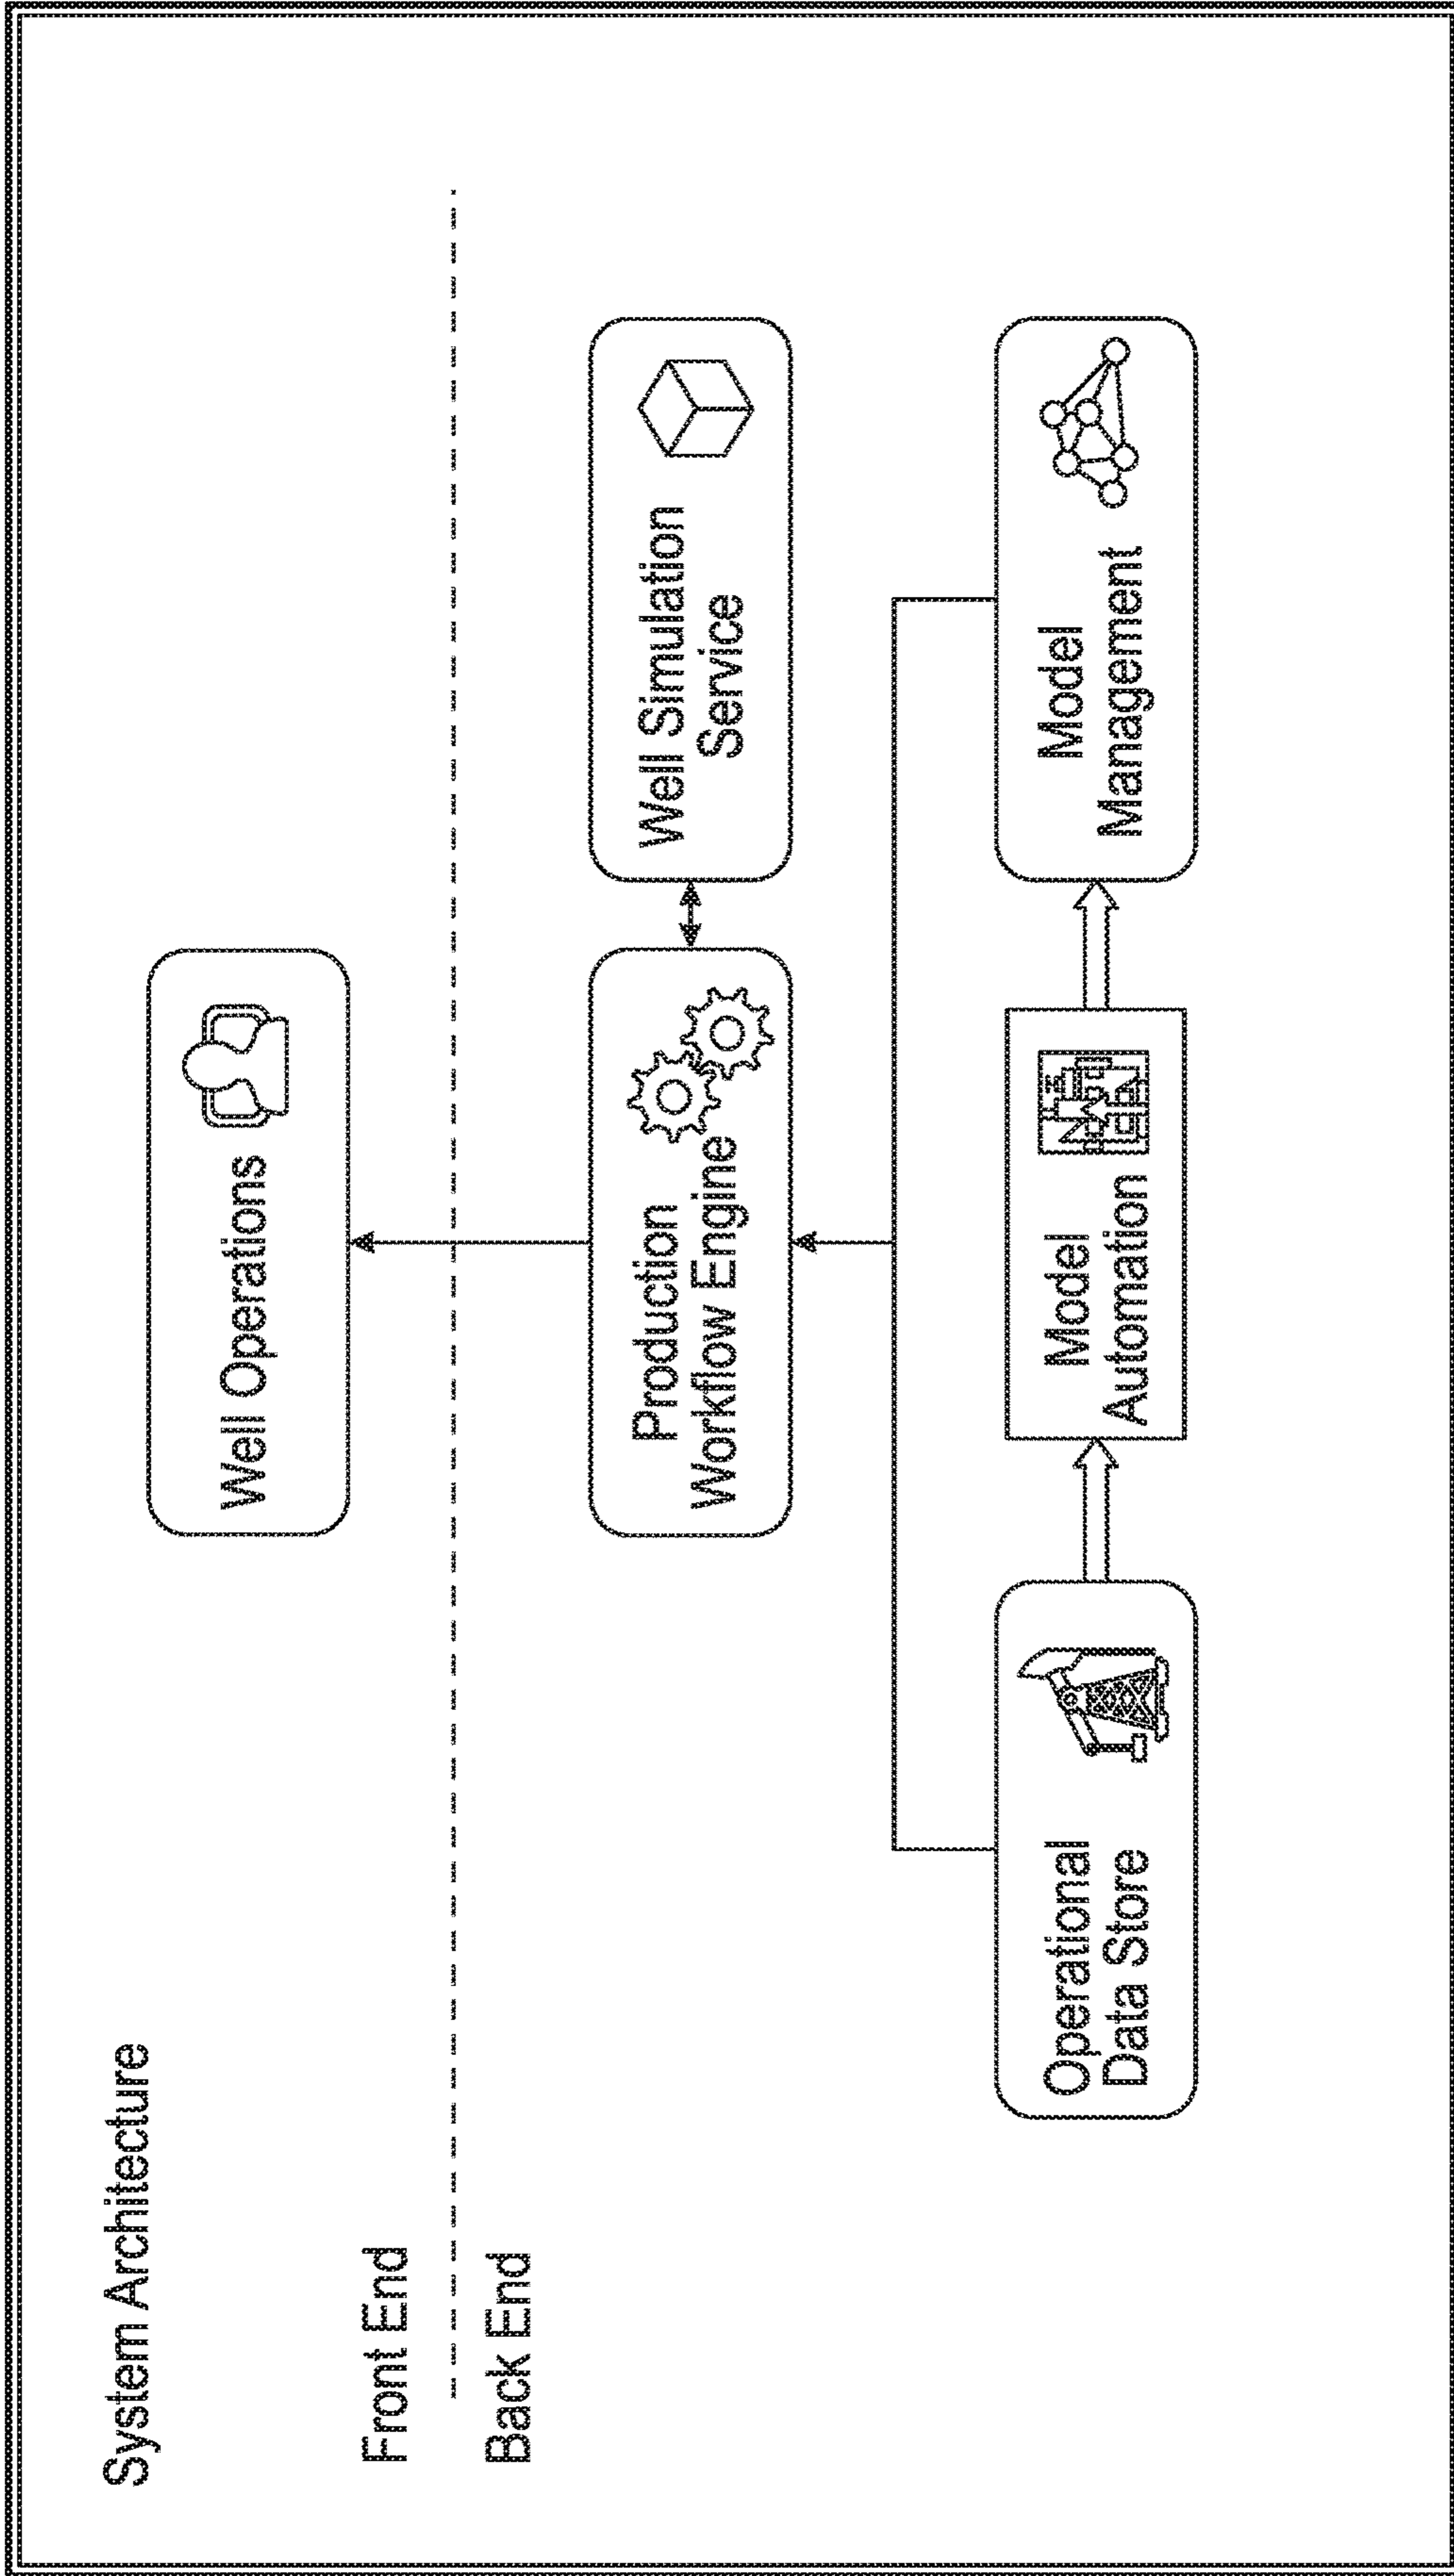 System Architecture
Well Operations
Front End
Back End
Production
Workflow Engine
Well Simulation
Service
Operational
Data Store
Model
Automation
Model
Management